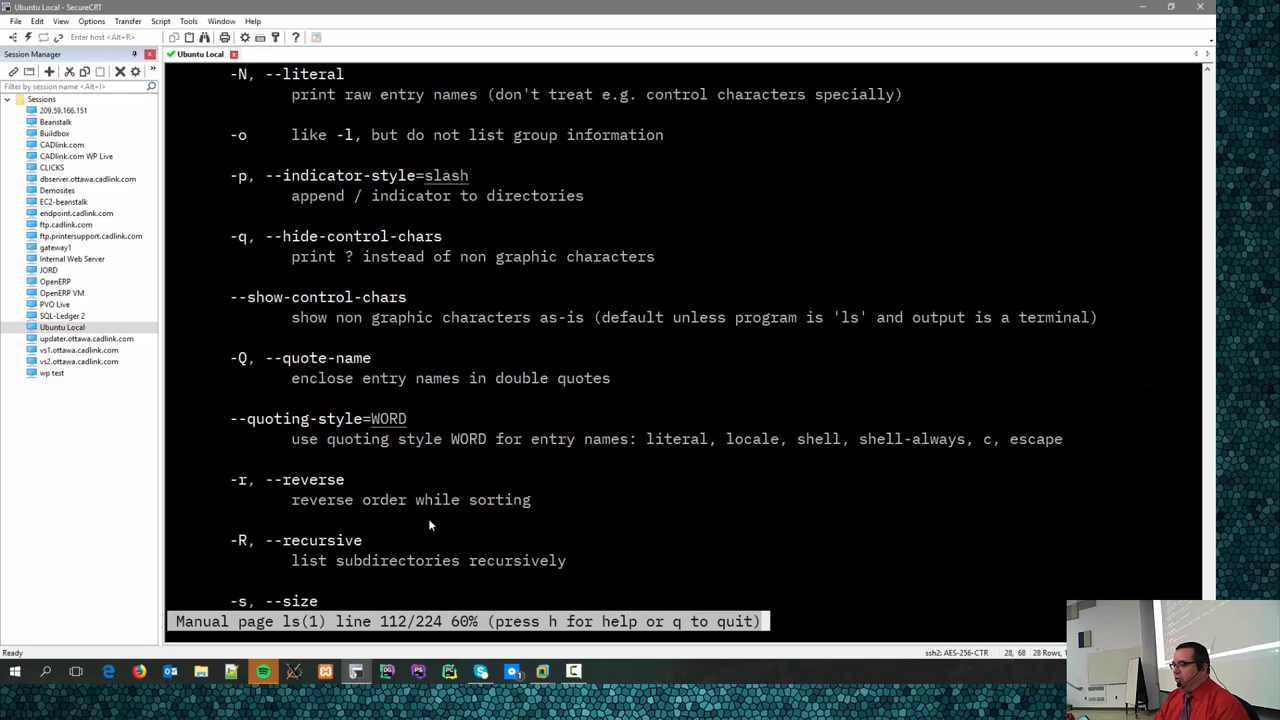 Ubuntu Local - SecureCRT
File Edit View Options Transfer Script Tools Window Help
Enter host <Alt+R>
Session Manager
Ubuntu Local
Filter by session name <Alt+I>
Sessions
209.59.166.151
Beanstalk
Buildbox
CADlink.com
CADlink.com WP Live
CLICKS
dbserver.ottawa.cadlink.com
Demosites
EC2-beanstalk
endpoint.cadlink.com
ftp.cadlink.com
ftp.printersupport.cadlink.com
gateway1
Internal Web Server
JORD
OpenERP
OpenERP VM
PVO Live
SQL-Ledger 2
Ubuntu Local
updater.ottawa.cadlink.com
vs1.ottawa.cadlink.com
vs2.ottawa.cadlink.com
wp test
-N, --literal
print raw entry names (don't treat e.g. control characters specially)
-o like -l, but do not list group information
-p, --indicator-style=slash
append / indicator to directories
-q, --hide-control-chars
print ? instead of non graphic characters
--show-control-chars
show non graphic characters as-is (default unless program is 'ls' and output is a terminal)
-Q, --quote-name
enclose entry names in double quotes
--quoting-style=WORD
use quoting style WORD for entry names: literal, locale, shell, shell-always, c, escape
-r, --reverse
reverse order while sorting
-R, --recursive
list subdirectories recursively
-s, --size
Manual page ls(1) line 112/224 60% (press h for help or q to quit)
Ready
ssh2: AES-256-CTR 28, 68 28 Rows,